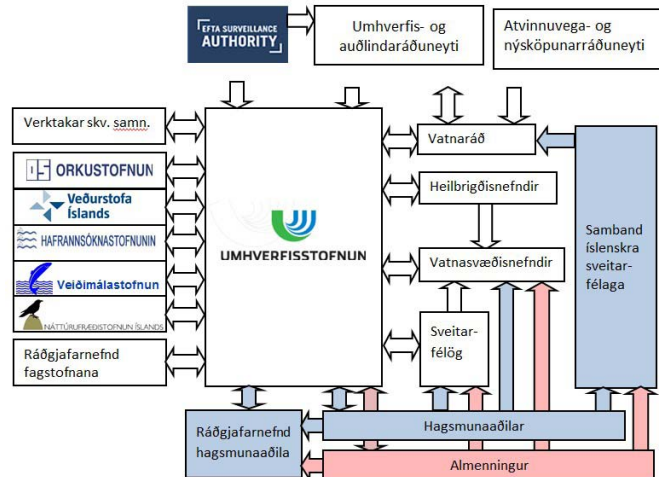 EFTA SURVEILLANCE
AUTHORITY
Umhverfis- og
auðlindaráðuneyti
Atvinnuvega- og
nýsköpunarráðuneyti
Verktakar skv. samn.
OS ORKUSTOFNUN
Veðurstofa
Íslands
HAFRANNSÓKNASTOFNUNIN
Veiðimálastofnun
NÁTTÚRUFRÆÐISTOFNUN ÍSLANDS
Ráðgjafarnefnd
fagstofnana
UMHVERFISSTOFNUN
Vatnaráð
Heilbrigðisnefndir
Vatnasvæðisnefndir
Sveitar-
félög
Samband
íslenskra
sveitar-
félaga
Ráðgjafarnefnd
hagsmunaaðila
Hagsmunaaðilar
Almenningur